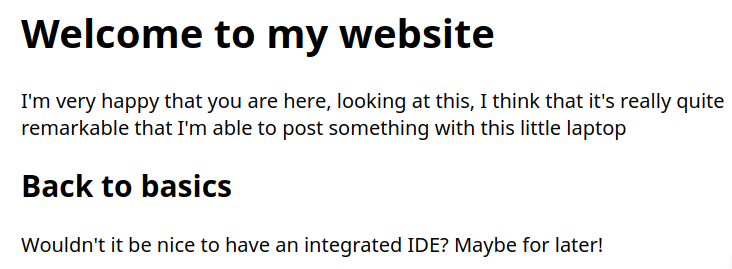 Welcome to my website
I'm very happy that you are here, looking at this, I think that it's really quite
remarkable that I'm able to post something with this little laptop
Back to basics
Wouldn't it be nice to have an integrated IDE? Maybe for later!